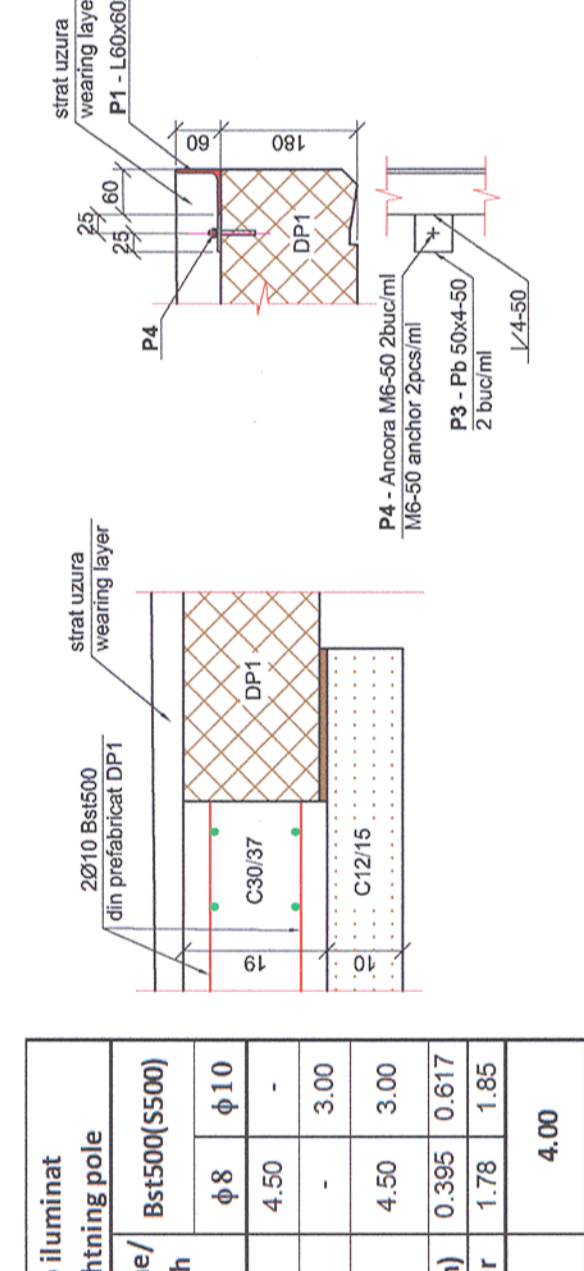 iluminat
htning pole
e/
h
Bst500(S500)
ϕ8 ϕ10
4.50 -
- 3.00
4.50 3.00
) 0.395 0.617
r 1.78 1.85
4.00
2Ø10 Bst500
din prefabricat DP1
strat uzura
wearing layer
DP1
C30/37
C12/15
19
10
strat uzura
wearing laye
P1 - L60x60
60
180
60
25
25
P4
DP1
P4 - Ancora M6-50 2buc/ml
M6-50 anchor 2pcs/ml
P3 - Pb 50x4-50
2 buc/ml
4-50